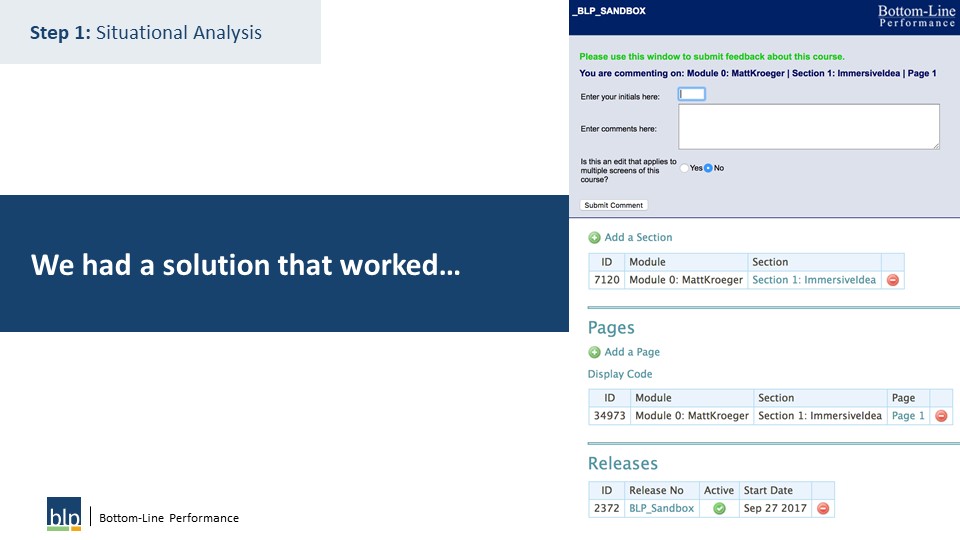 Step 1: Situational Analysis
We had a solution that worked...
blp
Bottom-Line Performance
_BLP_SANDBOX
Bottom-Line
Performance
Please use this window to submit feedback about this course.
You are commenting on: Module 0: MattKroeger | Section 1: ImmersiveIdea | Page 1
Enter your initials here:
Enter comments here:
Is this an edit that applies to
multiple screens of this
course?
Yes No
Submit Comment
Add a Section
ID Module Section
7120 Module 0: MattKroeger Section 1: ImmersiveIdea
Pages
Add a Page
Display Code
ID Module Section Page
34973 Module 0: MattKroeger Section 1: ImmersiveIdea Page 1
Releases
ID Release No Active Start Date
2372 BLP_Sandbox Sep 27 2017